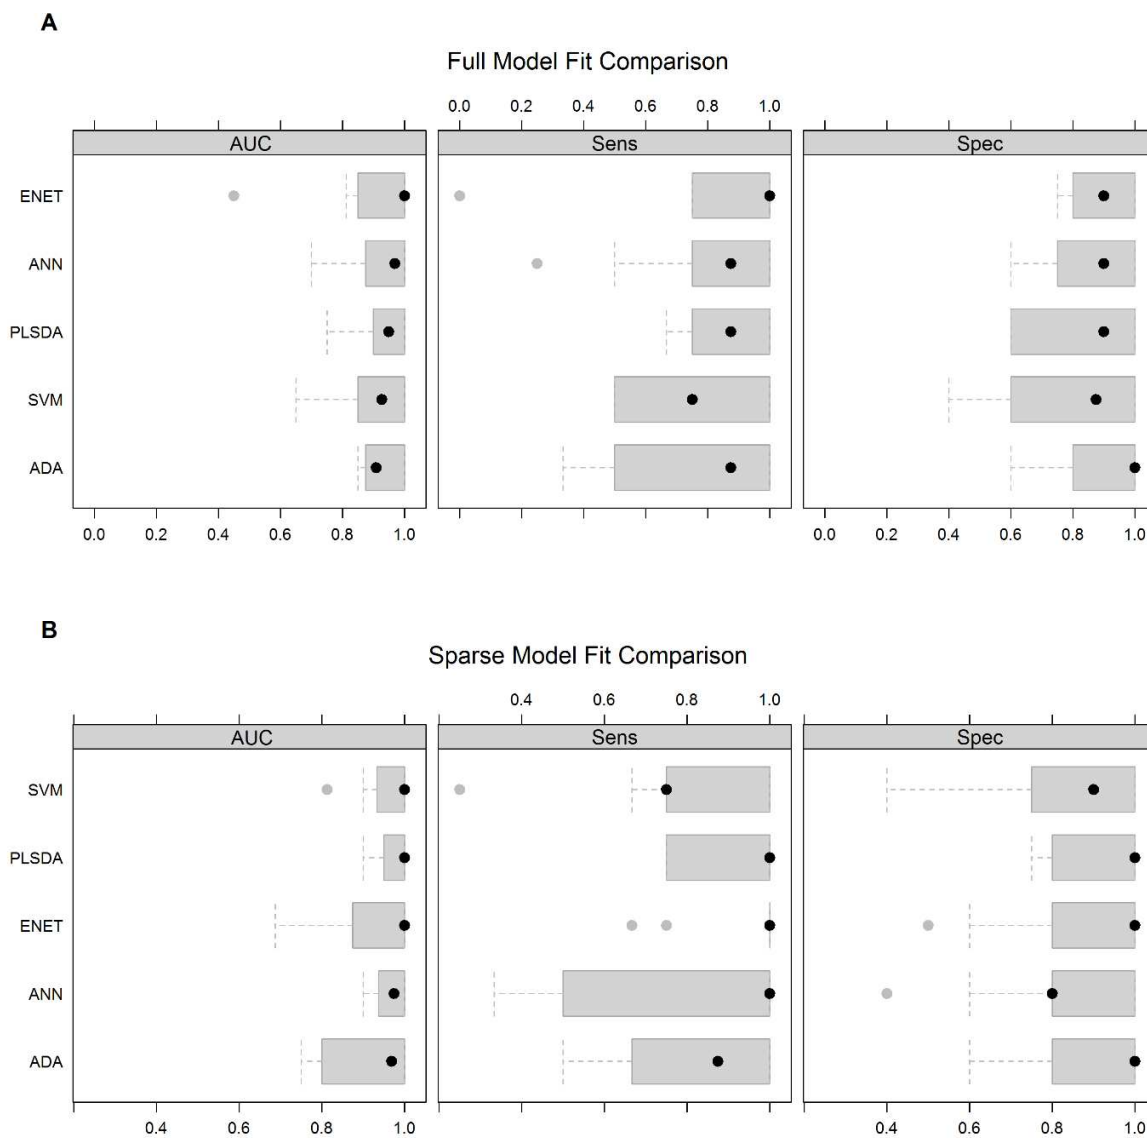 A
Full Model Fit Comparison
0.0 0.2 0.4 0.6 0.8 1.0
AUC Sens Spec
ENET
ANN
PLSDA
SVM
ADA
0.0 0.2 0.4 0.6 0.8 1.0 0.0 0.2 0.4 0.6 0.8 1.0
B
Sparse Model Fit Comparison
0.4 0.6 0.8 1.0
AUC Sens Spec
SVM
PLSDA
ENET
ANN
ADA
0.4 0.6 0.8 1.0 0.4 0.6 0.8 1.0